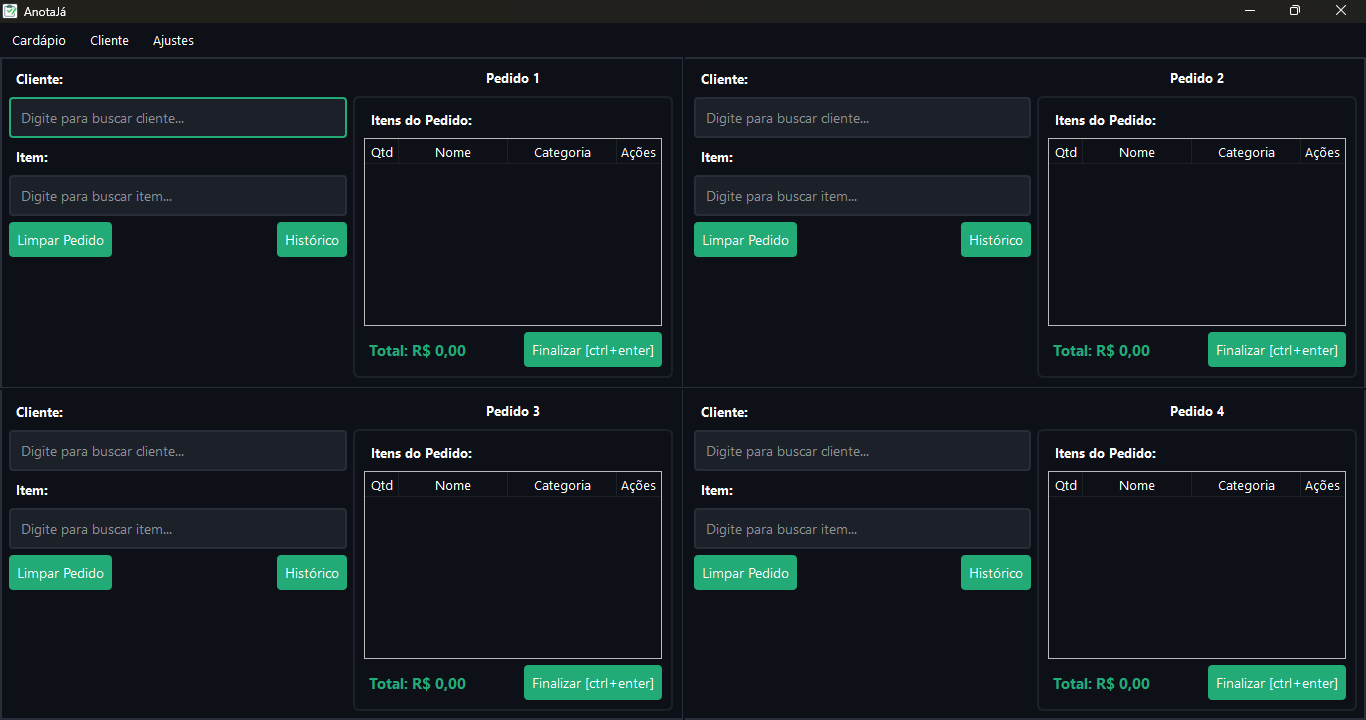 AnotaJá
Cardápio Cliente Ajustes
Cliente:
Digite para buscar cliente...
Item:
Digite para buscar item...
Limpar Pedido Histórico
Pedido 1
Itens do Pedido:
Qtd Nome Categoria Ações
Total: R$ 0,00 Finalizar [ctrl+enter]
Cliente:
Digite para buscar cliente...
Item:
Digite para buscar item...
Limpar Pedido Histórico
Pedido 2
Itens do Pedido:
Qtd Nome Categoria Ações
Total: R$ 0,00 Finalizar [ctrl+enter]
Cliente:
Digite para buscar cliente...
Item:
Digite para buscar item...
Limpar Pedido Histórico
Pedido 3
Itens do Pedido:
Qtd Nome Categoria Ações
Total: R$ 0,00 Finalizar [ctrl+enter]
Cliente:
Digite para buscar cliente...
Item:
Digite para buscar item...
Limpar Pedido Histórico
Pedido 4
Itens do Pedido:
Qtd Nome Categoria Ações
Total: R$ 0,00 Finalizar [ctrl+enter]